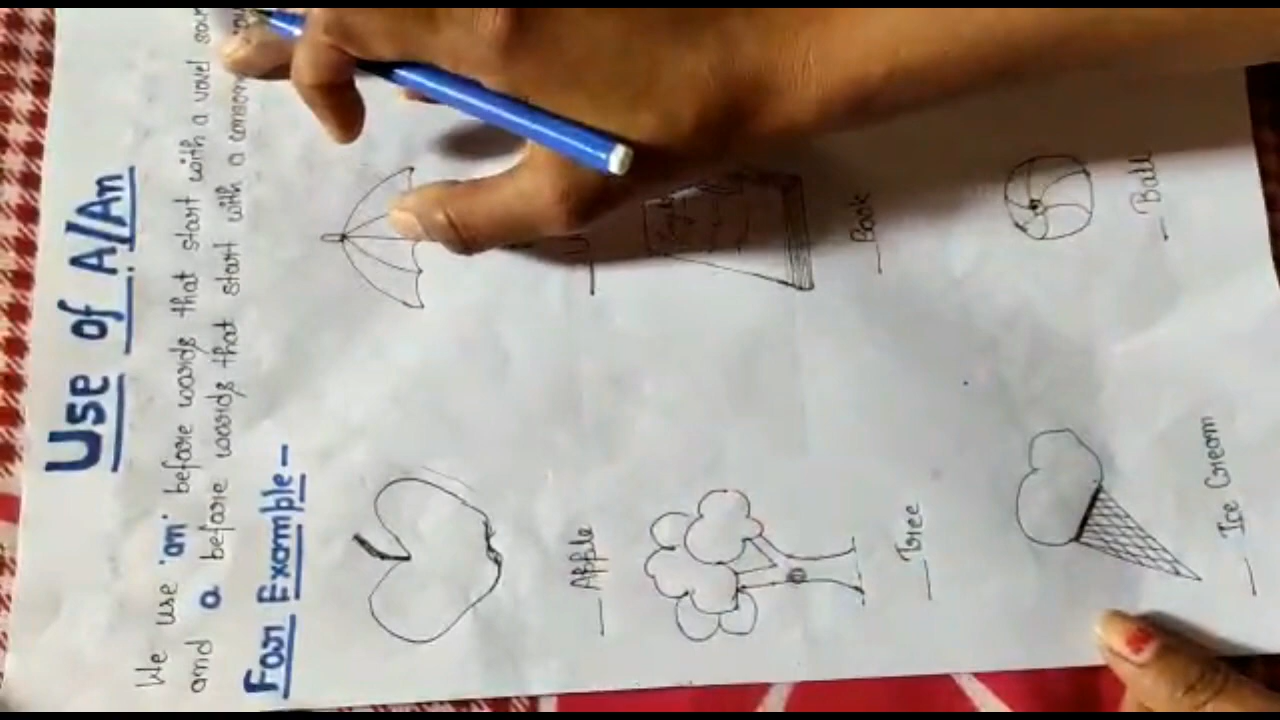 Use of A/An
We use 'an' before words that start with a vowel
and a before words that start with a
For Example-
_ Apple
_ Tree
_ Book
_ Ice Cream
_ Ball